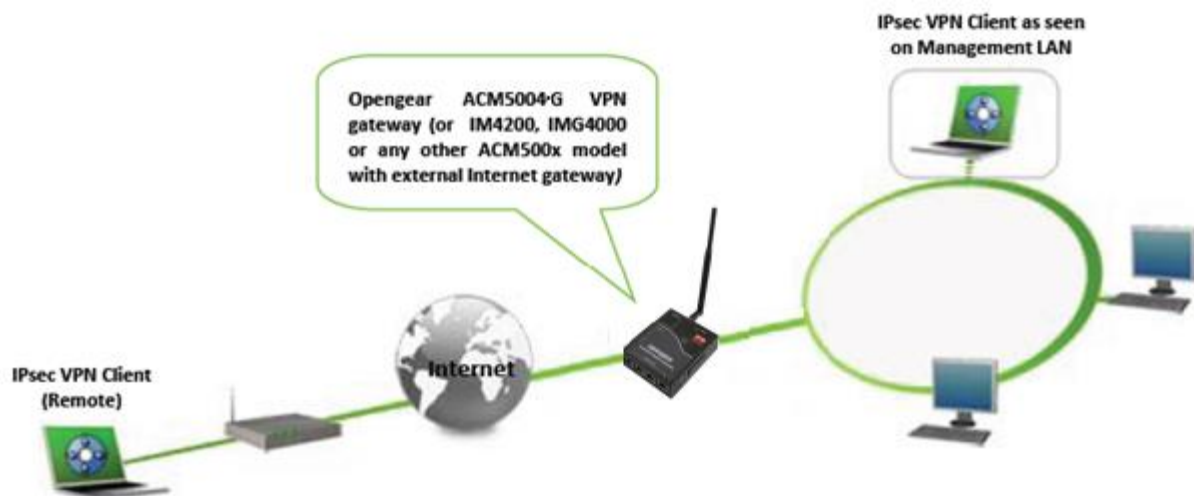 IPsec VPN Client as seen
on Management LAN
Opengear ACM5004-G VPN
gateway (or IM4200, IMG4000
or any other ACM500x model
with external Internet gateway)
Internet
IPsec VPN Client
(Remote)